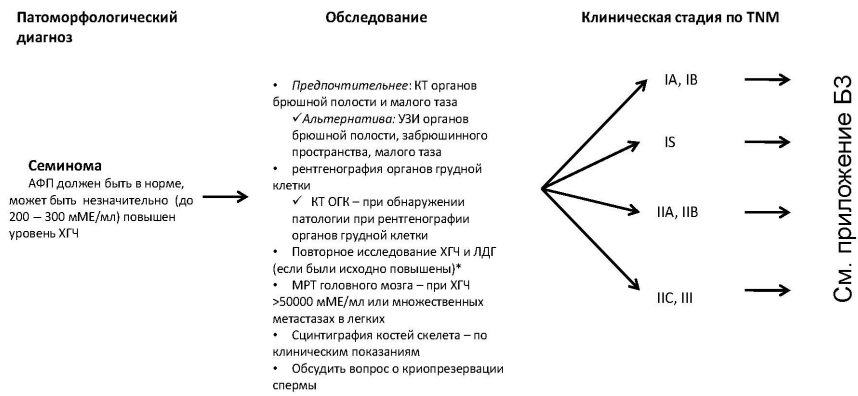 Патоморфологический
диагноз
Обследование
Клиническая стадия по TNM
Семинома
АФП должен быть в норме,
может быть незначительно (до
200 – 300 мМЕ/мл) повышен
уровень ХГЧ
• Предпочтительнее: КТ органов
брюшной полости и малого таза
✓Альтернатива: УЗИ органов
брюшной полости, забрюшинного
пространства, малого таза
• рентгенография органов грудной
клетки
✓ КТ ОГК – при обнаружении
патологии при рентгенографии
органов грудной клетки
• Повторное исследование ХГЧ и ЛДГ
(если были исходно повышены)*
• МРТ головного мозга – при ХГЧ
>50000 мМЕ/мл или множественных
метастазах в легких
• Сцинтиграфия костей скелета – по
клиническим показаниям
• Обсудить вопрос о криопрезервации
спермы
IA, IB
IS
IIA, IIB
IIC, III
См. приложение Б3